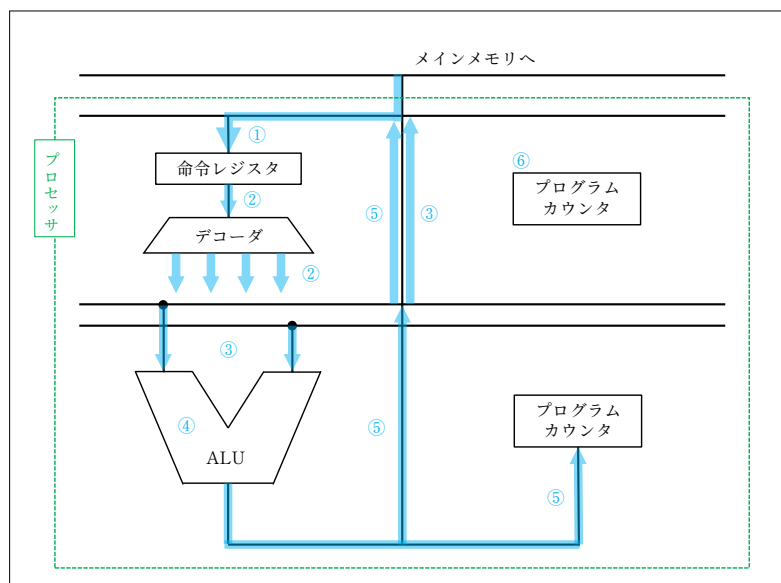 メインメモリへ
①
プロセッサ
命令レジスタ
⑥
プログラム
カウンタ
②
⑤
③
デコーダ
②
③
④
ALU
⑤
プログラム
カウンタ
⑤